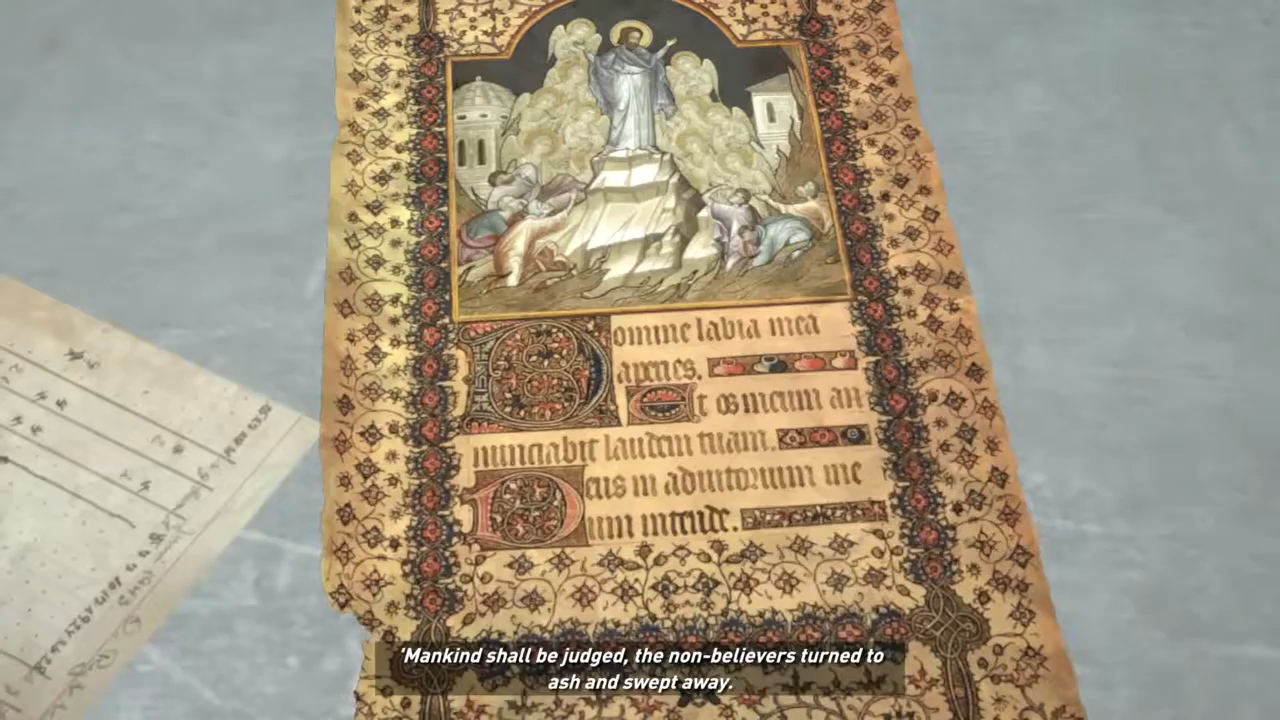 Domine labia mea
aperies.
Et os meum an
nunciabit laudem tuam.
Deus in adiutorium me
um intende.
'Mankind shall be judged, the non-believers turned to
ash and swept away.